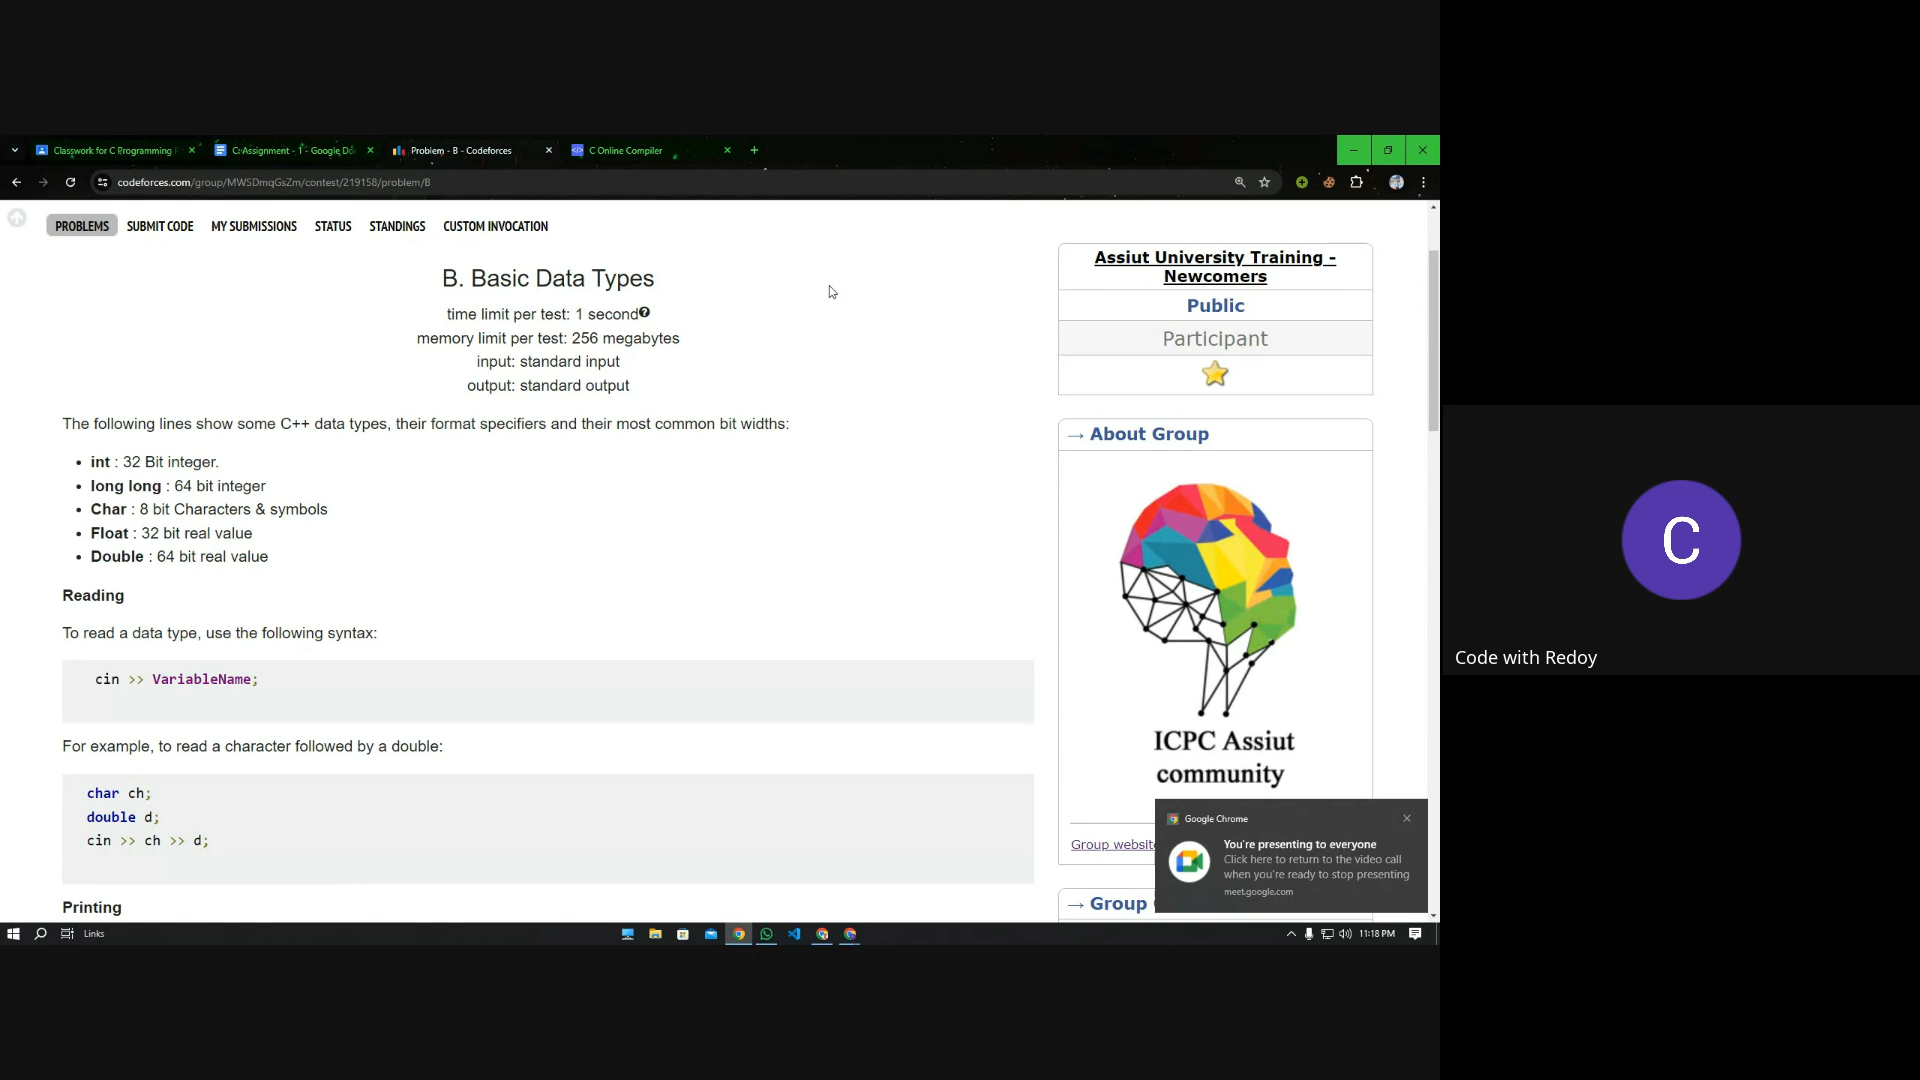 Classwork for C Programming
C: Assignment - 1 - Google Do
Problem - B - Codeforces
C Online Compiler
codeforces.com/group/MWSDmqGsZm/contest/219158/problem/B
PROBLEMS SUBMIT CODE MY SUBMISSIONS STATUS STANDINGS CUSTOM INVOCATION
B. Basic Data Types
time limit per test: 1 second
memory limit per test: 256 megabytes
input: standard input
output: standard output
The following lines show some C++ data types, their format specifiers and their most common bit widths:
• int : 32 Bit integer.
• long long : 64 bit integer
• Char : 8 bit Characters & symbols
• Float : 32 bit real value
• Double : 64 bit real value
Reading
To read a data type, use the following syntax:
cin >> VariableName;
For example, to read a character followed by a double:
char ch;
double d;
cin >> ch >> d;
Printing
Assiut University Training -
Newcomers
Public
Participant
→ About Group
ICPC Assiut
community
Group websit
→ Group
Google Chrome
You're presenting to everyone
Click here to return to the video call
when you're ready to stop presenting
meet.google.com
Links
11:18 PM
C
Code with Redoy